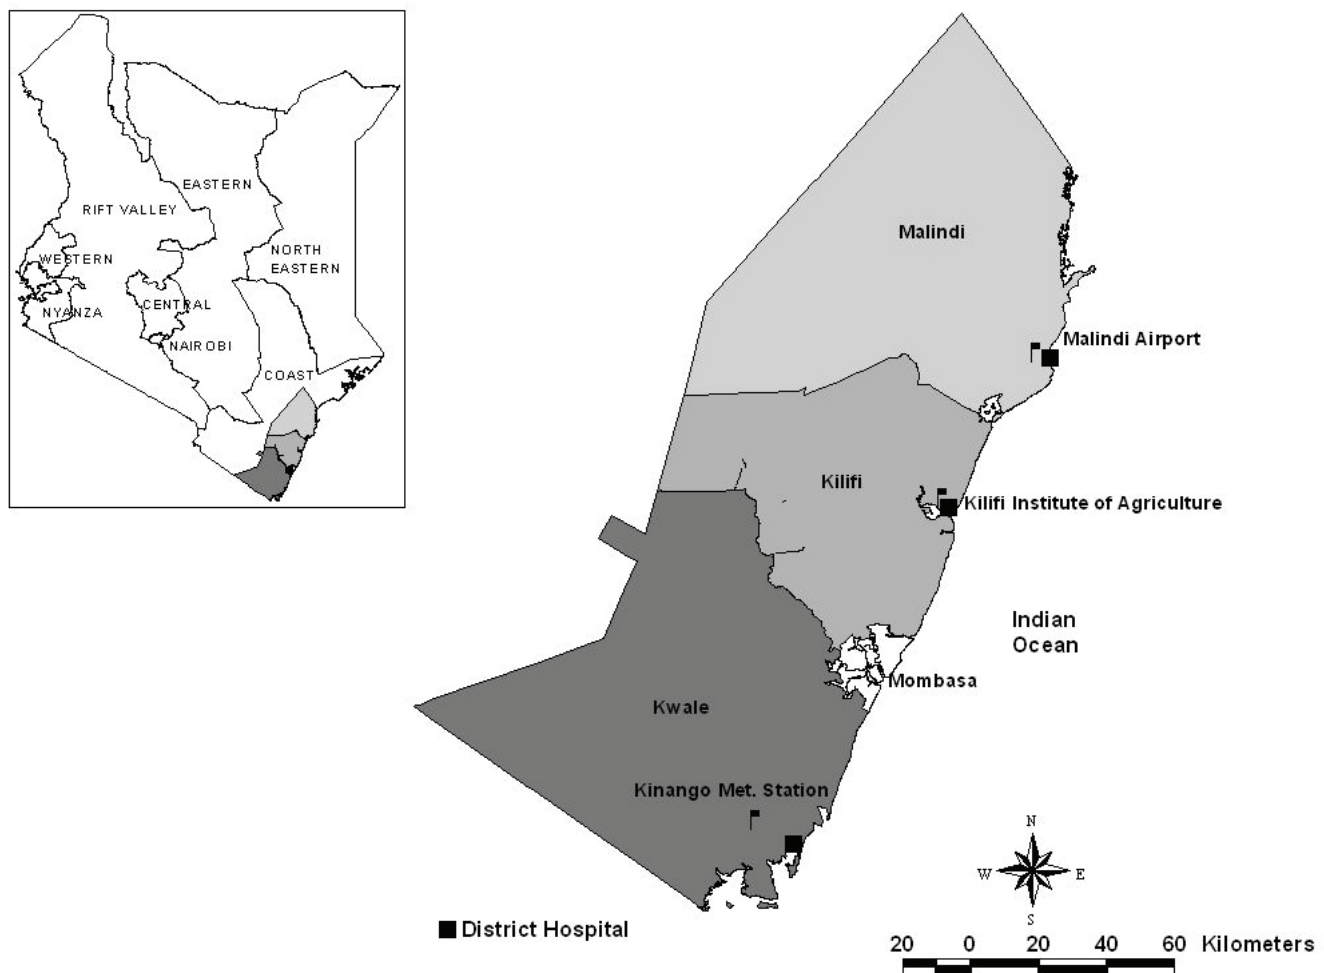 EASTERN
RIFT VALLEY
NORTH
EASTERN
WESTERN
NYANZA
CENTRAL
NAIROBI
COAST
Malindi
Malindi Airport
Kilifi
Kilifi Institute of Agriculture
Indian
Ocean
Mombasa
Kwale
Kinango Met. Station
N
W E
S
District Hospital
20 0 20 40 60 Kilometers